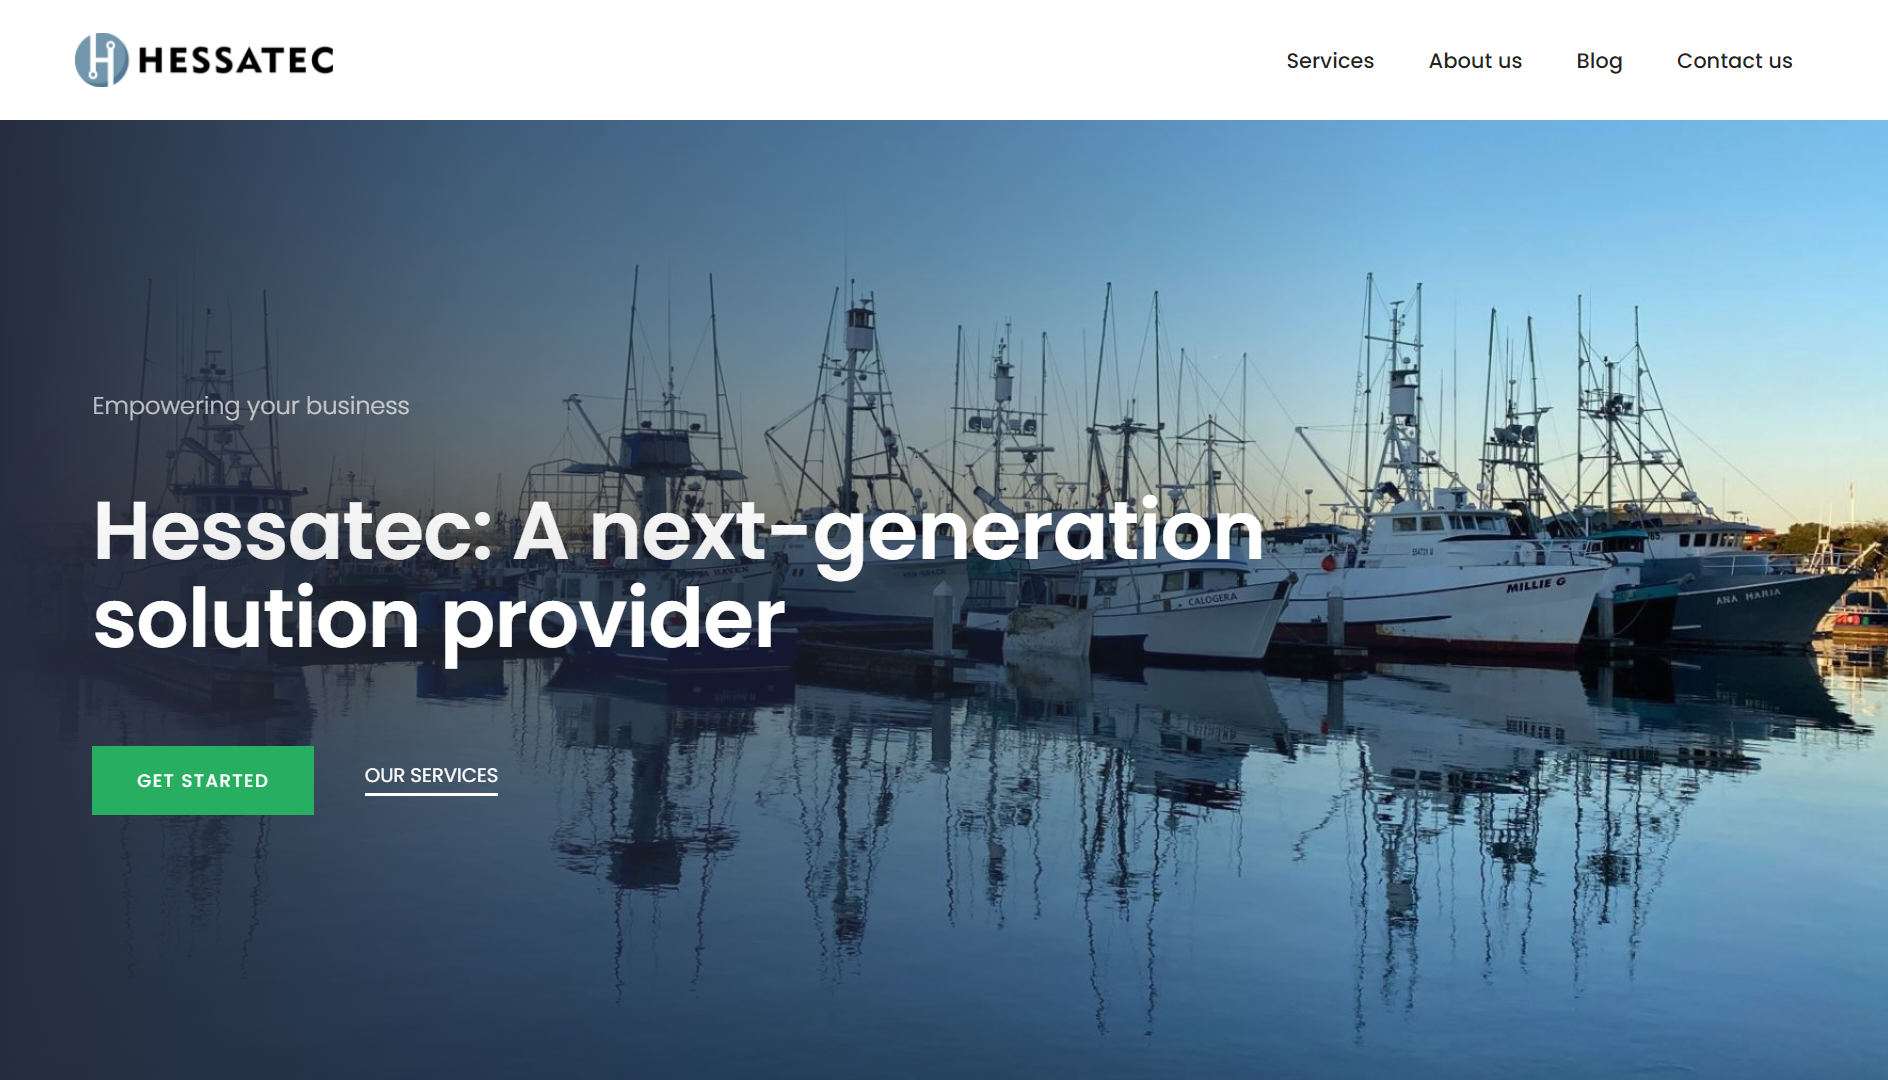 HESSATEC
Services
About us
Blog
Contact us
Empowering your business
Hessatec: A next-generation
solution provider
GET STARTED
OUR SERVICES
CALOGERA
MILLIE G
ANA MARIA